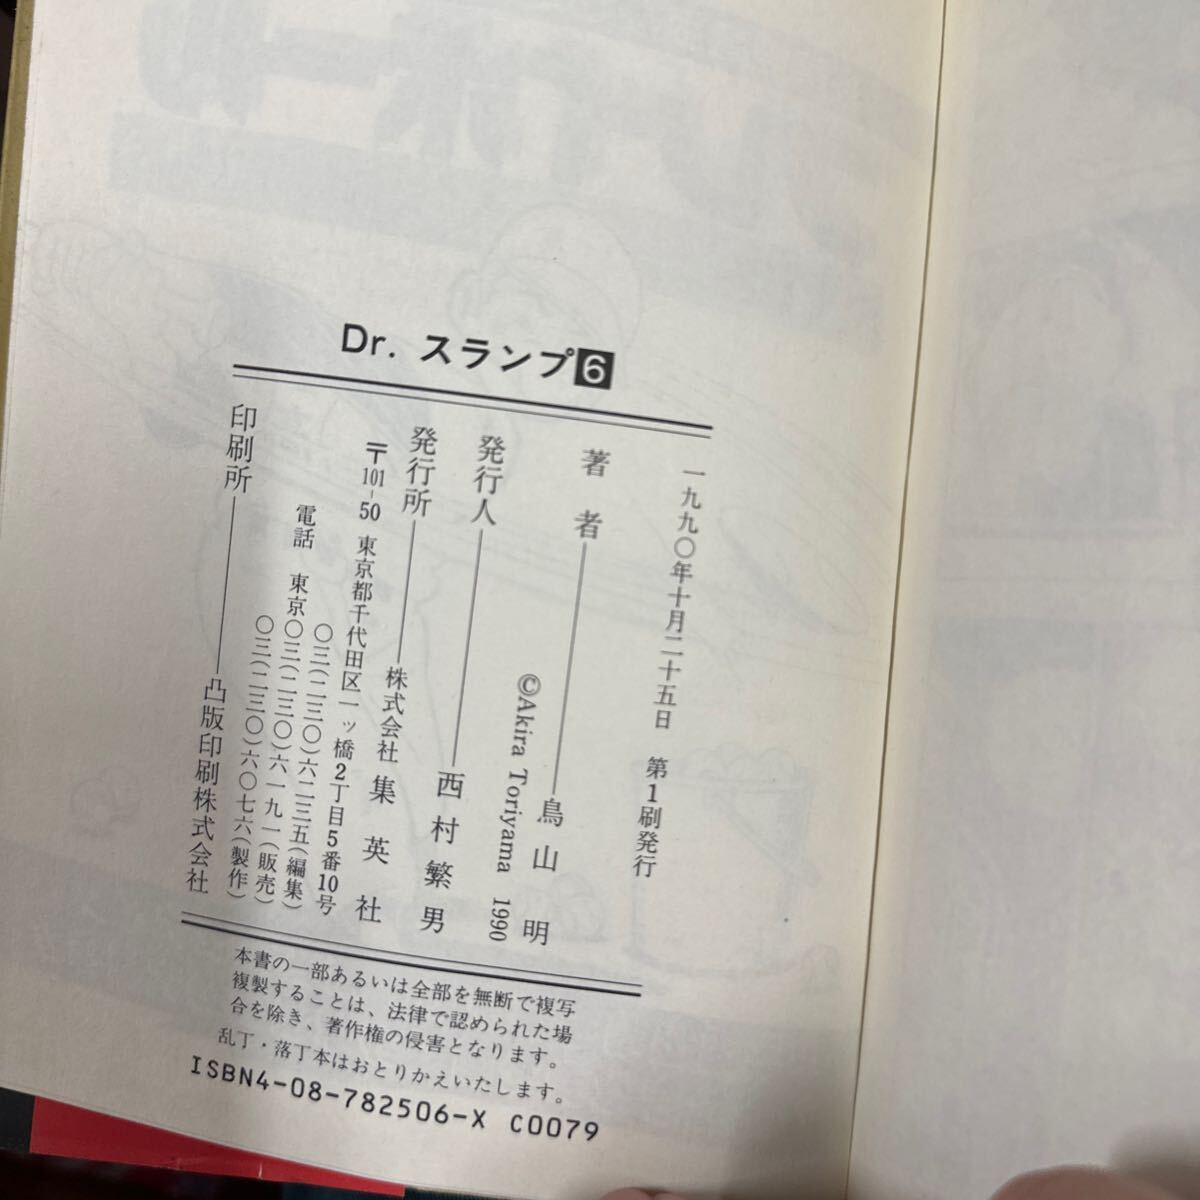 Dr. スランプ6
一九九〇年十月二十五日　第1刷発行
著者――鳥山明
©Akira Toriyama 1990
発行人――西村繁男
発行所――株式会社 集英社
〒101-50 東京都千代田区一ツ橋2丁目5番10号
〇三(二三〇)六二三五(編集)
電話 東京〇三(二三〇)六一九一(販売)
〇三(二三〇)六〇七六(製作)
印刷所――凸版印刷株式会社
本書の一部あるいは全部を無断で複写
複製することは、法律で認められた場
合を除き、著作権の侵害となります。
乱丁・落丁本はおとりかえいたします。
ISBN4-08-782506-X C0079